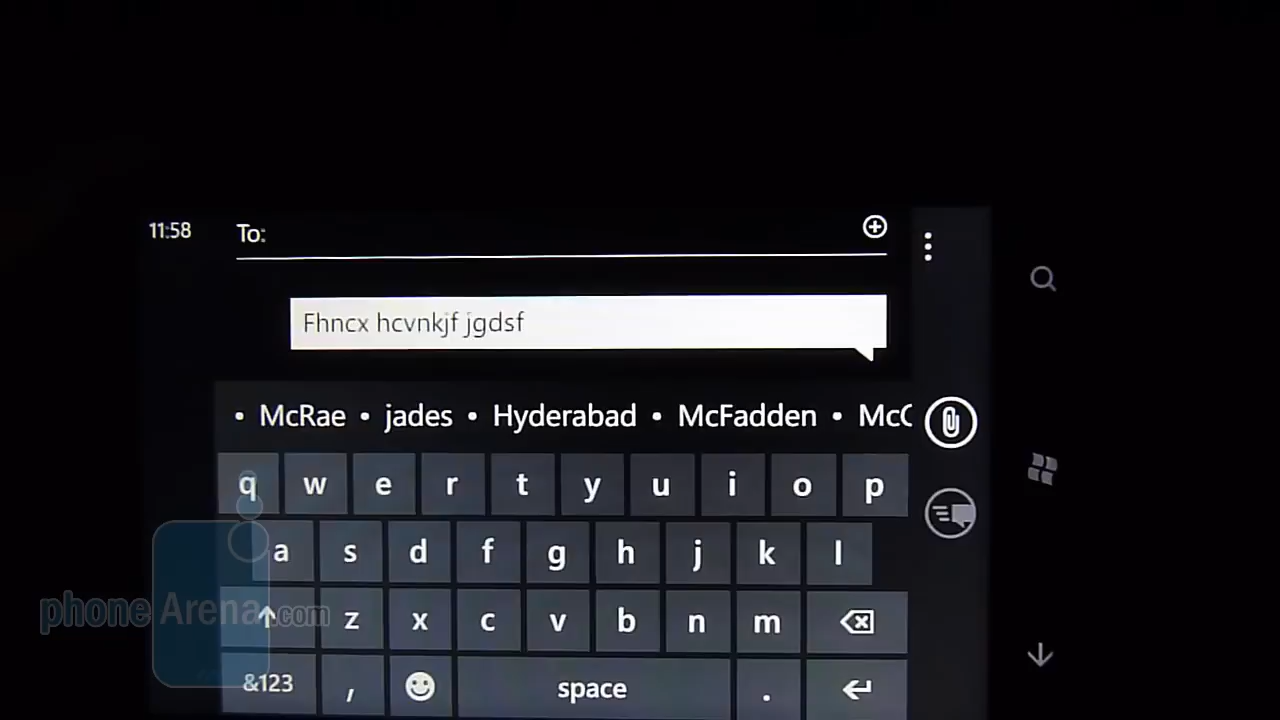 11:58 To:
Fhncx hcvnkjf jgdsf
• McRae • jades • Hyderabad • McFadden •
q w e r t y u i o p
a s d f g h j k l
phoneArena.com
z x c v b n m
&123 , space .